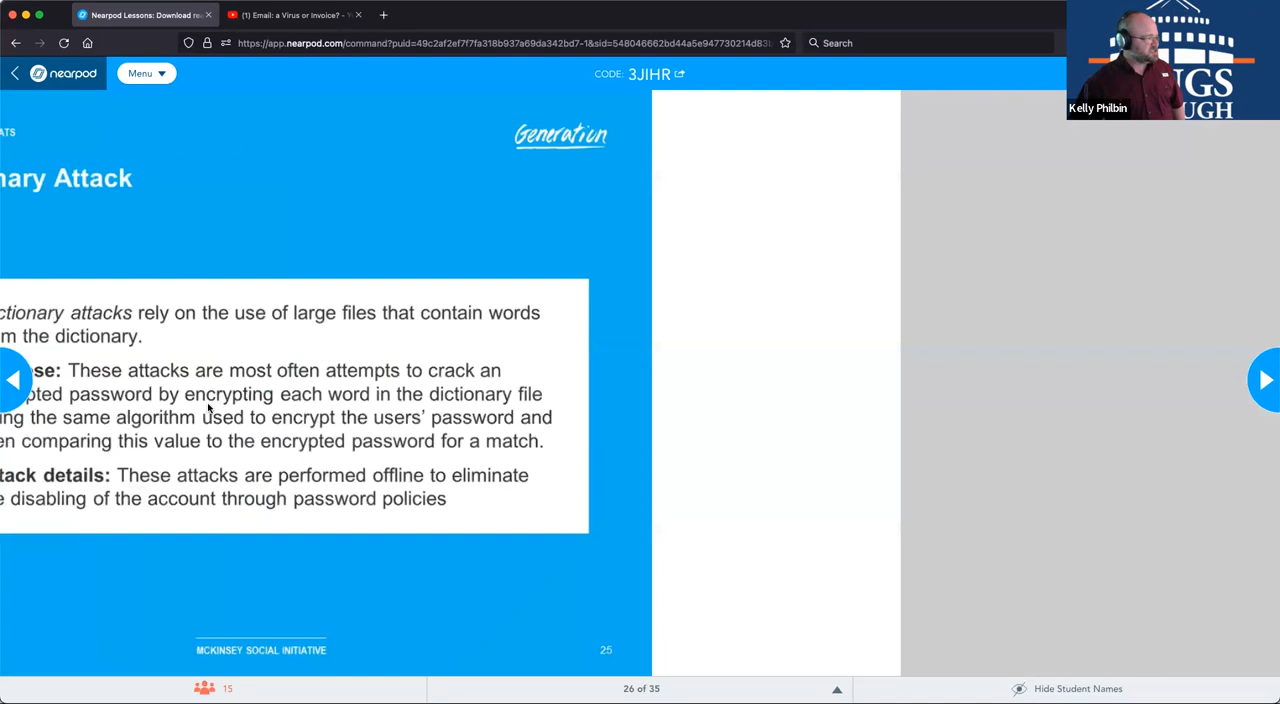 Nearpod Lessons: Download re
(1) Email: a Virus or Invoice? - Y
https://app.nearpod.com/command?puid=49c2af2ef7f7fa318b937a69da342bd7-1&sid=548046662bd44a5e947730214d83
Search
nearpod
Menu
CODE: 3JIHR
NGS
OUGH
Kelly Philbin
ATS
Generation
nary Attack
ctionary attacks rely on the use of large files that contain words
m the dictionary.
ose: These attacks are most often attempts to crack an
pted password by encrypting each word in the dictionary file
ing the same algorithm used to encrypt the users' password and
en comparing this value to the encrypted password for a match.
tack details: These attacks are performed offline to eliminate
e disabling of the account through password policies
MCKINSEY SOCIAL INITIATIVE
25
15
26 of 35
Hide Student Names